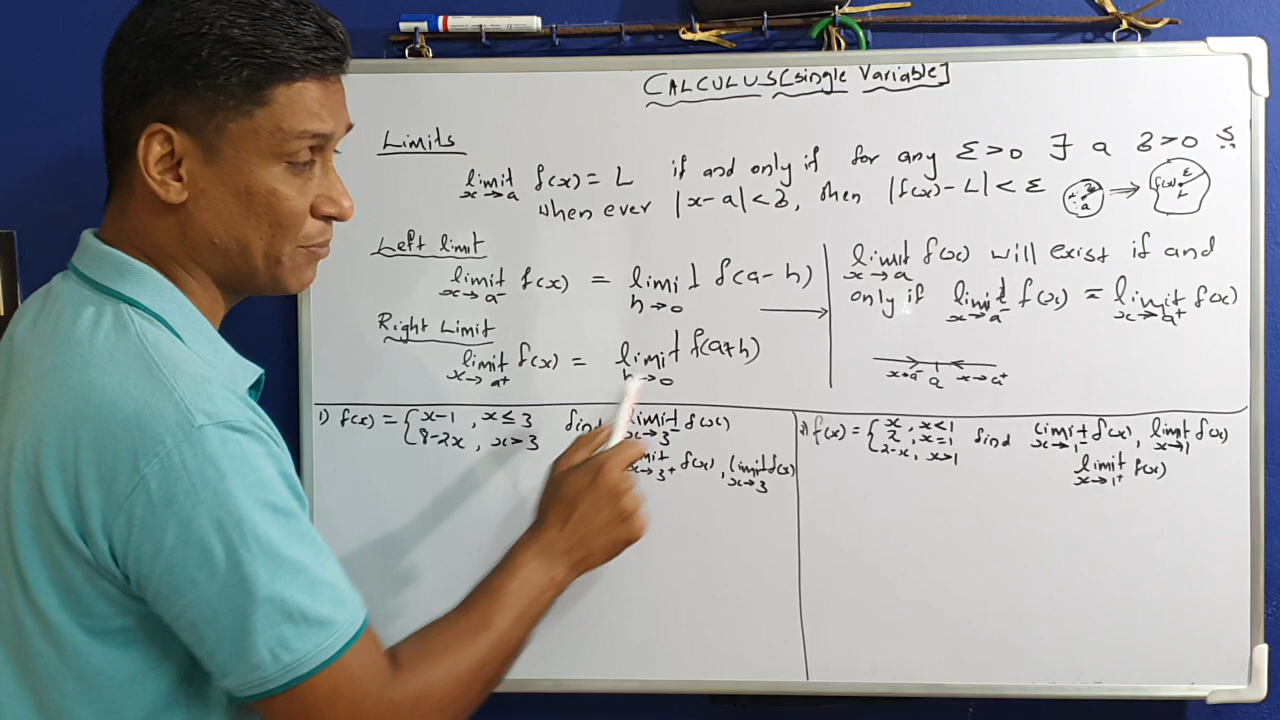 CALCULUS [single Variable]
Limits
limit x→a f(x) = L if and only if for any ε>0 ∃ a δ>0 ∋
when ever |x-a|<δ, then |f(x)-L|<ε
x δ a ⇒ f(x) ε L
Left limit
limit x→a⁻ f(x) = limit h→0 f(a-h)
Right Limit
limit x→a⁺ f(x) = limit h→0 f(a+h)
limit x→a f(x) will exist if and
only if limit x→a⁻ f(x) = limit x→a⁺ f(x)
x→a⁻ a x→a⁺
1) f(x) = { x-1 , x≤3
8-2x , x>3
find limit x→3⁻ f(x)
limit x→3⁺ f(x), limit x→3 f(x)
f(x) = { x , x<1
2 , x=1
2-x , x>1
find limit x→1⁻ f(x), limit x→1 f(x)
limit x→1⁺ f(x)